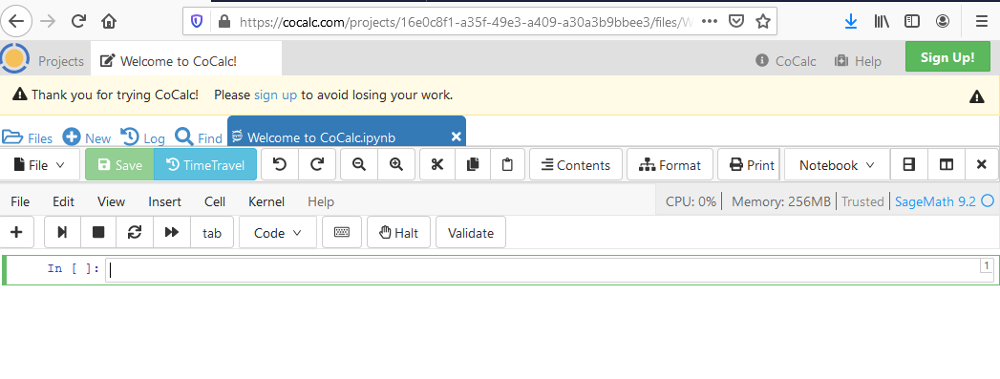 https://cocalc.com/projects/16e0c8f1-a35f-49e3-a409-a30a3b9bbee3/files/W
Projects Welcome to CoCalc! CoCalc Help Sign Up!
Thank you for trying CoCalc! Please sign up to avoid losing your work.
Files New Log Find Welcome to CoCalc.ipynb
File Save TimeTravel Contents Format Print Notebook
File Edit View Insert Cell Kernel Help CPU: 0% Memory: 256MB Trusted SageMath 9.2
tab Code Halt Validate
In [ ]: 1